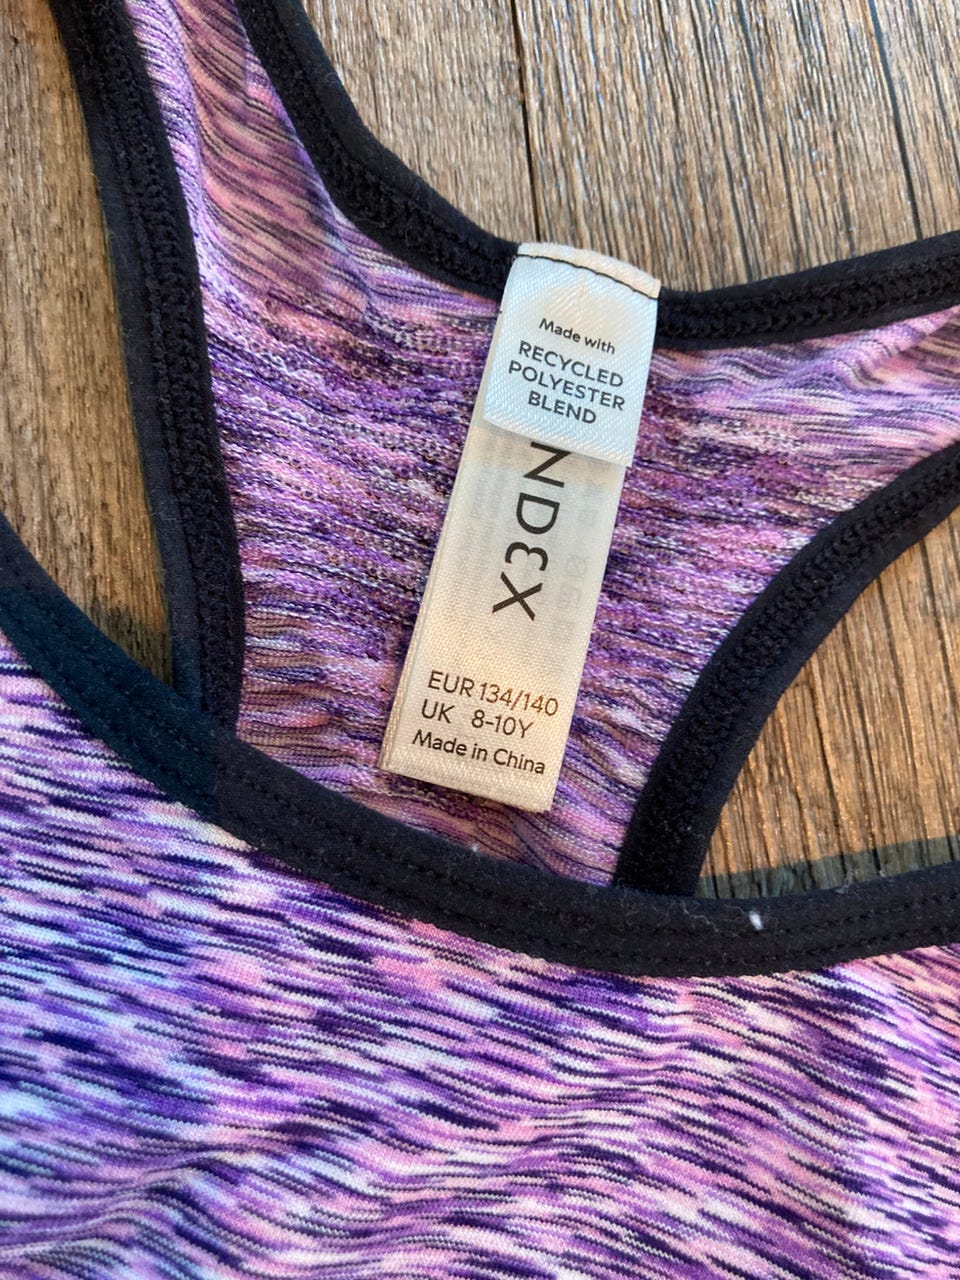 Made with
RECYCLED
POLYESTER
BLEND
NDEX
EUR 134/140
UK 8-10Y
Made in China